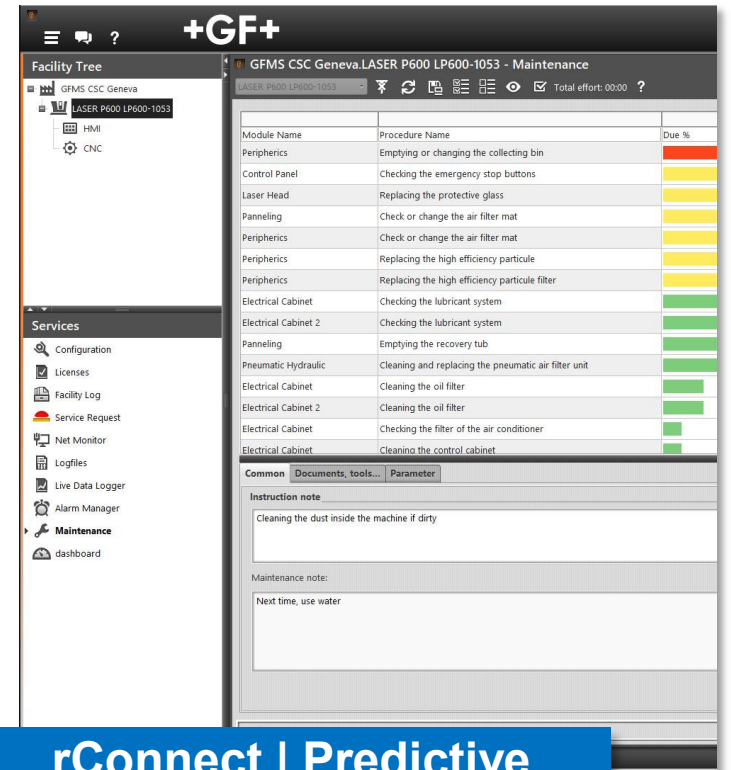 ?
+GF+
Facility Tree
GFMS CSC Geneva
LASER P600 LP600-1053
HMI
CNC
Services
Configuration
Licenses
Facility Log
Service Request
Net Monitor
Logfiles
Live Data Logger
Alarm Manager
Maintenance
dashboard
GFMS CSC Geneva.LASER P600 LP600-1053 - Maintenance
LASER P600 LP600-1053 Total effort: 00:00 ?
Module Name Procedure Name Due %
Peripherics Emptying or changing the collecting bin
Control Panel Checking the emergency stop buttons
Laser Head Replacing the protective glass
Panneling Check or change the air filter mat
Peripherics Check or change the air filter mat
Peripherics Replacing the high efficiency particule
Peripherics Replacing the high efficiency particule filter
Electrical Cabinet Checking the lubricant system
Electrical Cabinet 2 Checking the lubricant system
Panneling Emptying the recovery tub
Pneumatic Hydraulic Cleaning and replacing the pneumatic air filter unit
Electrical Cabinet Cleaning the oil filter
Electrical Cabinet 2 Cleaning the oil filter
Electrical Cabinet Checking the filter of the air conditioner
Electrical Cabinet Cleaning the control cabinet
Common Documents, tools... Parameter
Instruction note
Cleaning the dust inside the machine if dirty
Maintenance note:
Next time, use water
rConnect | Predictive